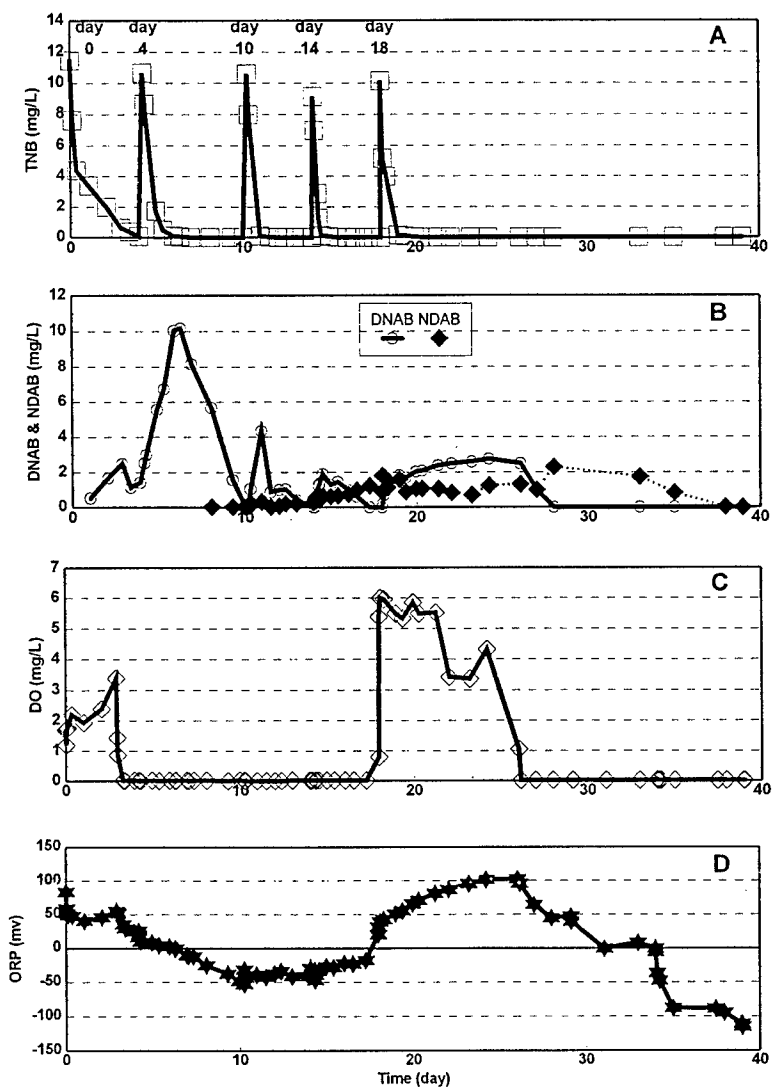 day day day day day
0 4 10 14 18
A
TNB (mg/L)
14
12
10
8
6
4
2
0
0 10 20 30 40
B
DNAB NDAB
DNAB & NDAB (mg/L)
12
10
8
6
4
2
0
0 10 20 30 40
C
DO (mg/L)
7
6
5
4
3
2
1
0
0 10 20 30 40
D
ORP (mv)
150
100
50
0
-50
-100
-150
0 10 20 30 40
Time (day)